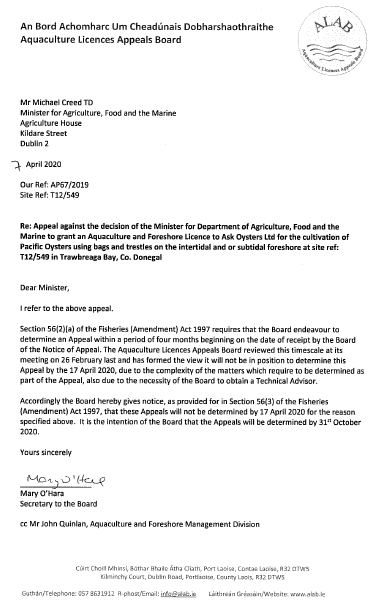 An Bord Achomharc Um Cheadúnais Dobharshaothraithe
Aquaculture Licences Appeals Board
ALAB
Aquaculture Licences Appeals Board
Mr Michael Creed TD
Minister for Agriculture, Food and the Marine
Agriculture House
Kildare Street
Dublin 2
7 April 2020
Our Ref: AP67/2019
Site Ref: T12/549
Re: Appeal against the decision of the Minister for Department of Agriculture, Food and the
Marine to grant an Aquaculture and Foreshore Licence to Ask Oysters Ltd for the cultivation of
Pacific Oysters using bags and trestles on the intertidal and or subtidal foreshore at site ref:
T12/549 in Trawbreaga Bay, Co. Donegal
Dear Minister,
I refer to the above appeal.
Section 56(2)(a) of the Fisheries (Amendment) Act 1997 requires that the Board endeavour to
determine an Appeal within a period of four months beginning on the date of receipt by the Board
of the Notice of Appeal. The Aquaculture Licences Appeals Board reviewed this timescale at its
meeting on 26 February last and has formed the view it will not be in position to determine this
Appeal by the 17 April 2020, due to the complexity of the matters which require to be determined as
part of the Appeal, also due to the necessity of the Board to obtain a Technical Advisor.
Accordingly the Board hereby gives notice, as provided for in Section 56(3) of the Fisheries
(Amendment) Act 1997, that these Appeals will not be determined by 17 April 2020 for the reason
specified above. It is the intention of the Board that the Appeals will be determined by 31st October
2020.
Yours sincerely
Mary O'Hara
Mary O'Hara
Secretary to the Board
cc Mr John Quinlan, Aquaculture and Foreshore Management Division
Cúirt Choill Mhinsí, Bóthar Bhaile Átha Cliath, Port Laoise, Contae Laoise, R32 DTW5
Kilminchy Court, Dublin Road, Portlaoise, County Laois, R32 DTW5
Guthán/Telephone: 057 8631912 R-phost/Email: info@alab.ie Láithreán Gréasáin/Website: www.alab.ie